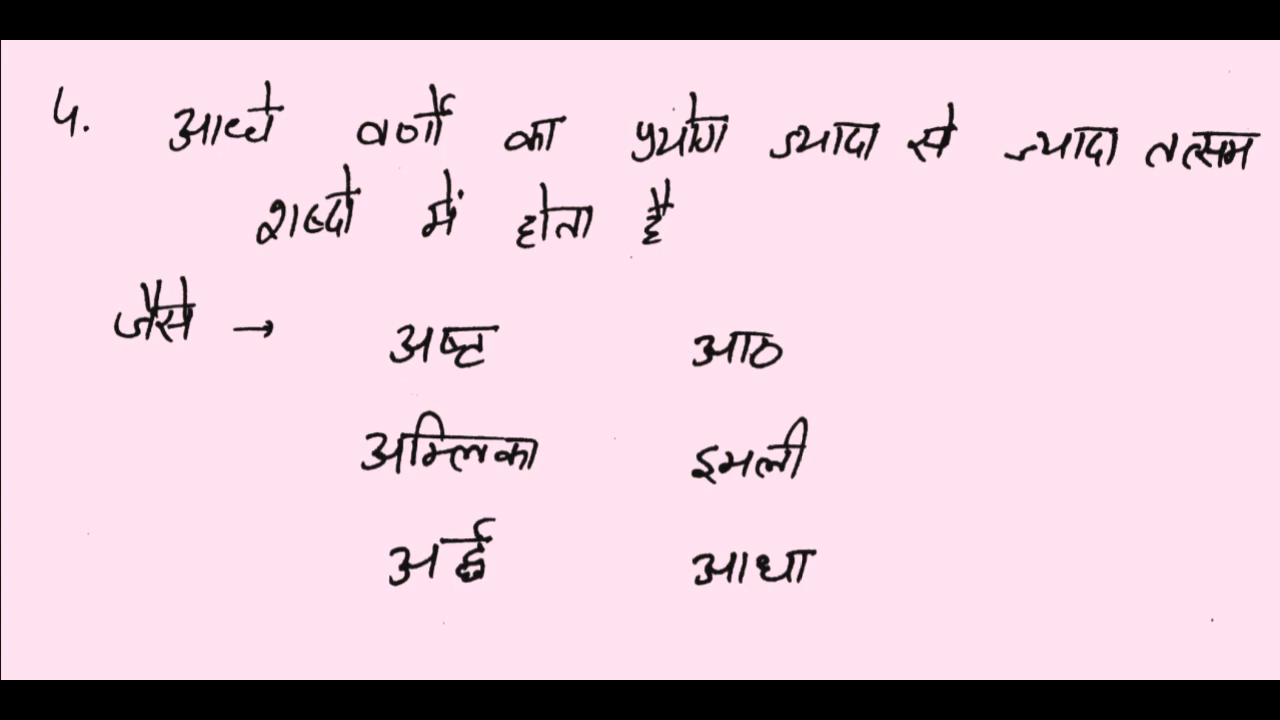 4. आधे वर्णों का प्रयोग ज्यादा से ज्यादा तत्सम
शब्दो में होता है
जैसे → अष्ट आठ
अम्लिका इमली
अर्द्ध आधा